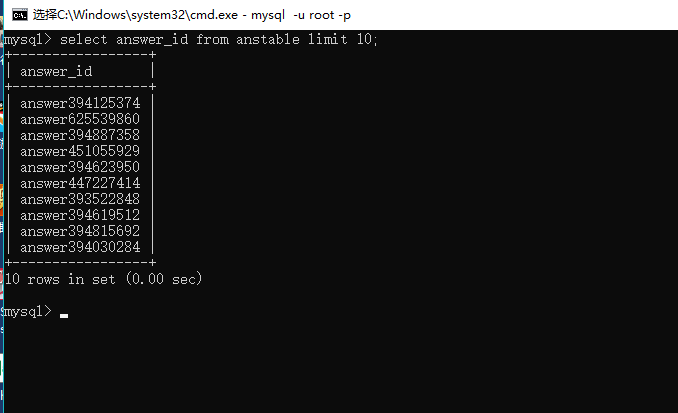 选择C:\Windows\system32\cmd.exe - mysql  -u root -p
mysql> select answer_id from anstable limit 10;
+-----------------+
| answer_id       |
+-----------------+
| answer394125374 |
| answer625539860 |
| answer394887358 |
| answer451055929 |
| answer394623950 |
| answer447227414 |
| answer393522848 |
| answer394619512 |
| answer394815692 |
| answer394030284 |
+-----------------+
10 rows in set (0.00 sec)
mysql>